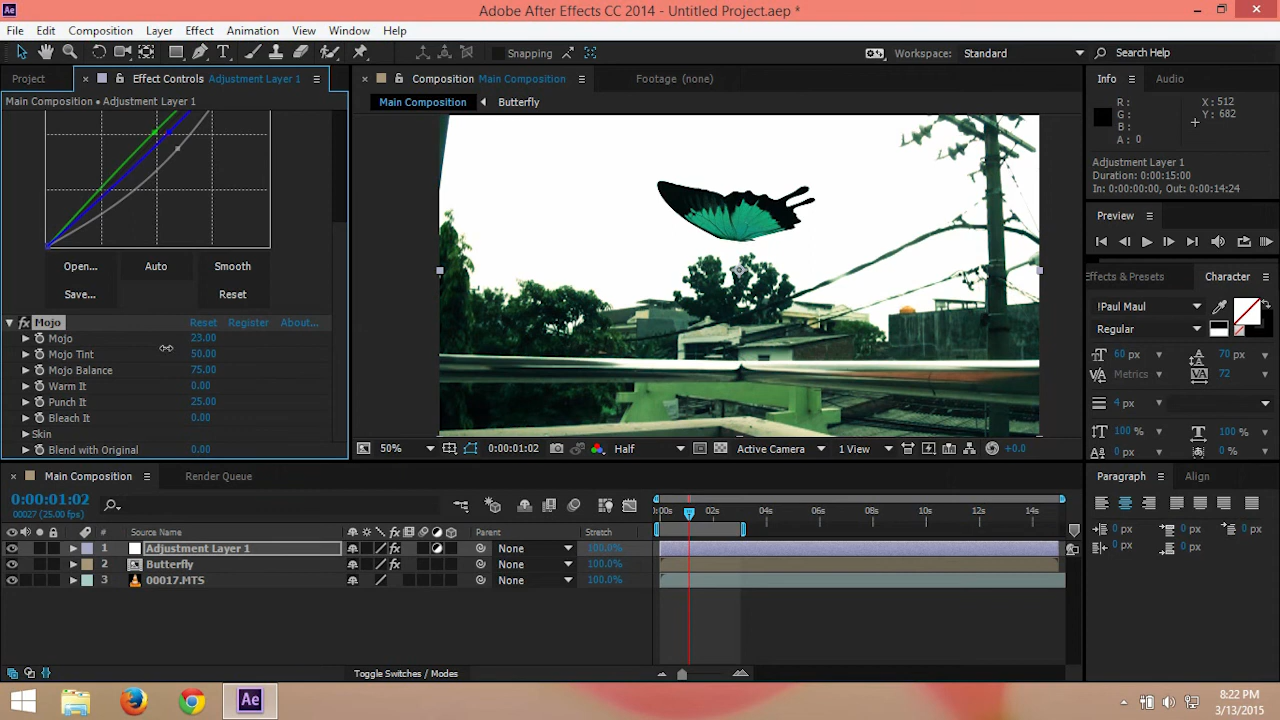 Ae Adobe After Effects CC 2014 - Untitled Project.aep *
File Edit Composition Layer Effect Animation View Window Help
Snapping Workspace: Standard Search Help
Project Effect Controls Adjustment Layer 1 Composition Main Composition Footage (none) Info Audio
Main Composition • Adjustment Layer 1 Main Composition Butterfly
R: X: 512
G: Y: 682
B:
A: 0
Adjustment Layer 1
Duration: 0:00:15:00
In: 0:00:00:00, Out: 0:00:14:24
Preview
Effects & Presets Character
!Paul Maul
Regular
60 px 70 px
Metrics 72
4 px
100 % 100 %
0 px 0 %
Open... Auto Smooth
Save... Reset
fx Mojo Reset Register About...
Mojo 23.00
Mojo Tint 50.00
Mojo Balance 75.00
Warm It 0.00
Punch It 25.00
Bleach It 0.00
Skin
Blend with Original 0.00
50% 0:00:01:02 Half Active Camera 1 View +0.0
Main Composition Render Queue Paragraph Align
0:00:01:02
00027 (25.00 fps)
:00s 02s 04s 06s 08s 10s 12s 14s
# Source Name Parent Stretch
1 Adjustment Layer 1 fx None 100.0%
2 Butterfly fx None 100.0%
3 00017.MTS None 100.0%
0 px 0 px 0 px
0 px 0 px
Toggle Switches / Modes
Ae 8:22 PM
3/13/2015